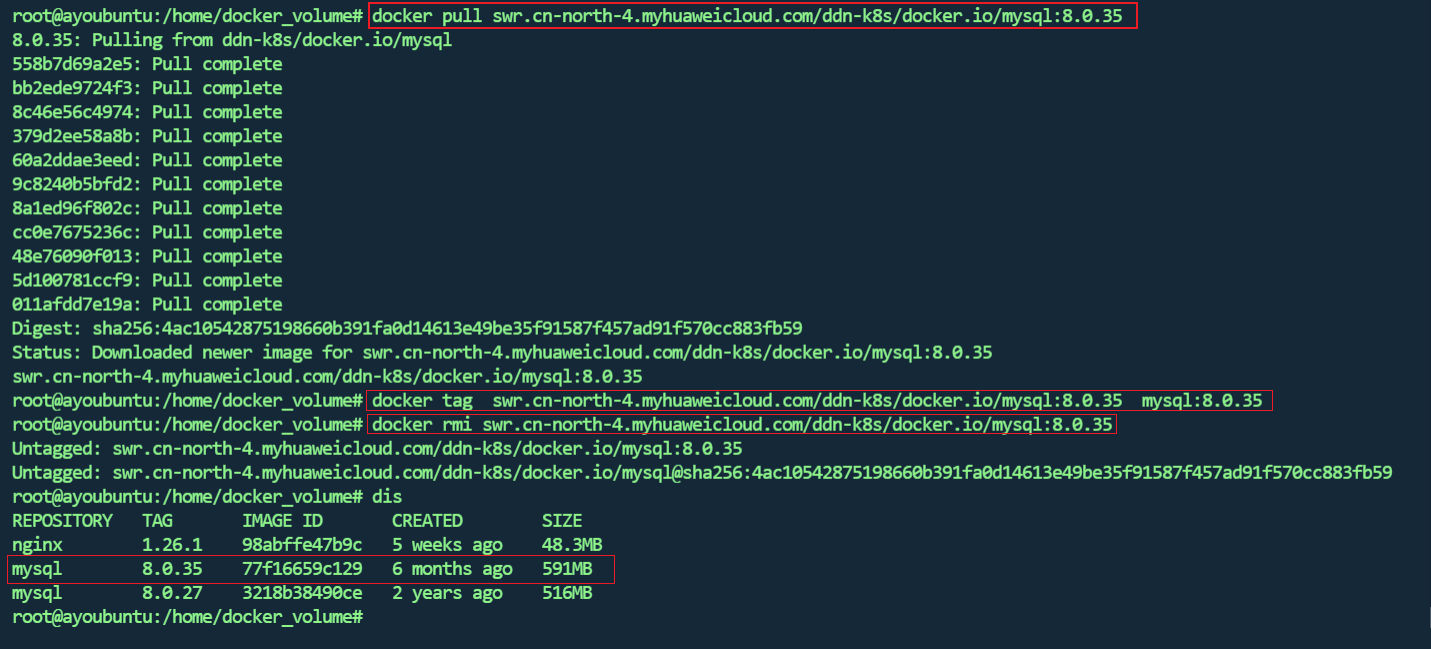 root@ayoubuntu:/home/docker_volume# docker pull swr.cn-north-4.myhuaweicloud.com/ddn-k8s/docker.io/mysql:8.0.35
8.0.35: Pulling from ddn-k8s/docker.io/mysql
558b7d69a2e5: Pull complete
bb2ede9724f3: Pull complete
8c46e56c4974: Pull complete
379d2ee58a8b: Pull complete
60a2ddae3eed: Pull complete
9c8240b5bfd2: Pull complete
8a1ed96f802c: Pull complete
cc0e7675236c: Pull complete
48e76090f013: Pull complete
5d100781ccf9: Pull complete
011afdd7e19a: Pull complete
Digest: sha256:4ac10542875198660b391fa0d14613e49be35f91587f457ad91f570cc883fb59
Status: Downloaded newer image for swr.cn-north-4.myhuaweicloud.com/ddn-k8s/docker.io/mysql:8.0.35
swr.cn-north-4.myhuaweicloud.com/ddn-k8s/docker.io/mysql:8.0.35
root@ayoubuntu:/home/docker_volume# docker tag  swr.cn-north-4.myhuaweicloud.com/ddn-k8s/docker.io/mysql:8.0.35  mysql:8.0.35
root@ayoubuntu:/home/docker_volume# docker rmi swr.cn-north-4.myhuaweicloud.com/ddn-k8s/docker.io/mysql:8.0.35
Untagged: swr.cn-north-4.myhuaweicloud.com/ddn-k8s/docker.io/mysql:8.0.35
Untagged: swr.cn-north-4.myhuaweicloud.com/ddn-k8s/docker.io/mysql@sha256:4ac10542875198660b391fa0d14613e49be35f91587f457ad91f570cc883fb59
root@ayoubuntu:/home/docker_volume# dis
REPOSITORY   TAG       IMAGE ID       CREATED        SIZE
nginx        1.26.1    98abffe47b9c   5 weeks ago    48.3MB
mysql        8.0.35    77f16659c129   6 months ago   591MB
mysql        8.0.27    3218b38490ce   2 years ago    516MB
root@ayoubuntu:/home/docker_volume#